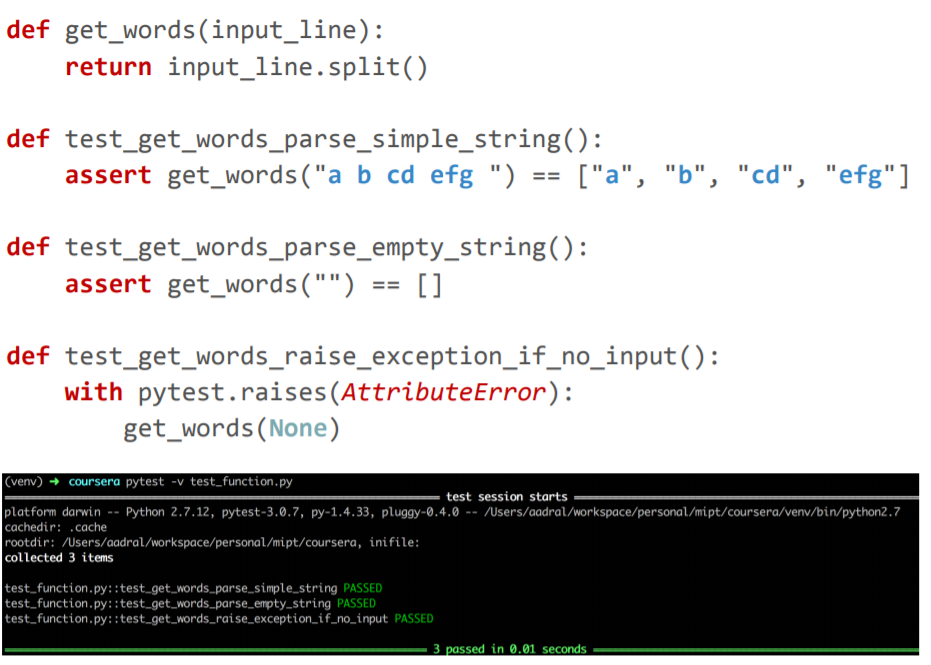 def get_words(input_line):
    return input_line.split()
def test_get_words_parse_simple_string():
    assert get_words("a b cd efg ") == ["a", "b", "cd", "efg"]
def test_get_words_parse_empty_string():
    assert get_words("") == []
def test_get_words_raise_exception_if_no_input():
    with pytest.raises(AttributeError):
        get_words(None)
(venv) → coursera pytest -v test_function.py
test session starts
platform darwin -- Python 2.7.12, pytest-3.0.7, py-1.4.33, pluggy-0.4.0 -- /Users/aadral/workspace/personal/mipt/coursera/venv/bin/python2.7
cachedir: .cache
rootdir: /Users/aadral/workspace/personal/mipt/coursera, inifile:
collected 3 items
test_function.py::test_get_words_parse_simple_string PASSED
test_function.py::test_get_words_parse_empty_string PASSED
test_function.py::test_get_words_raise_exception_if_no_input PASSED
3 passed in 0.01 seconds